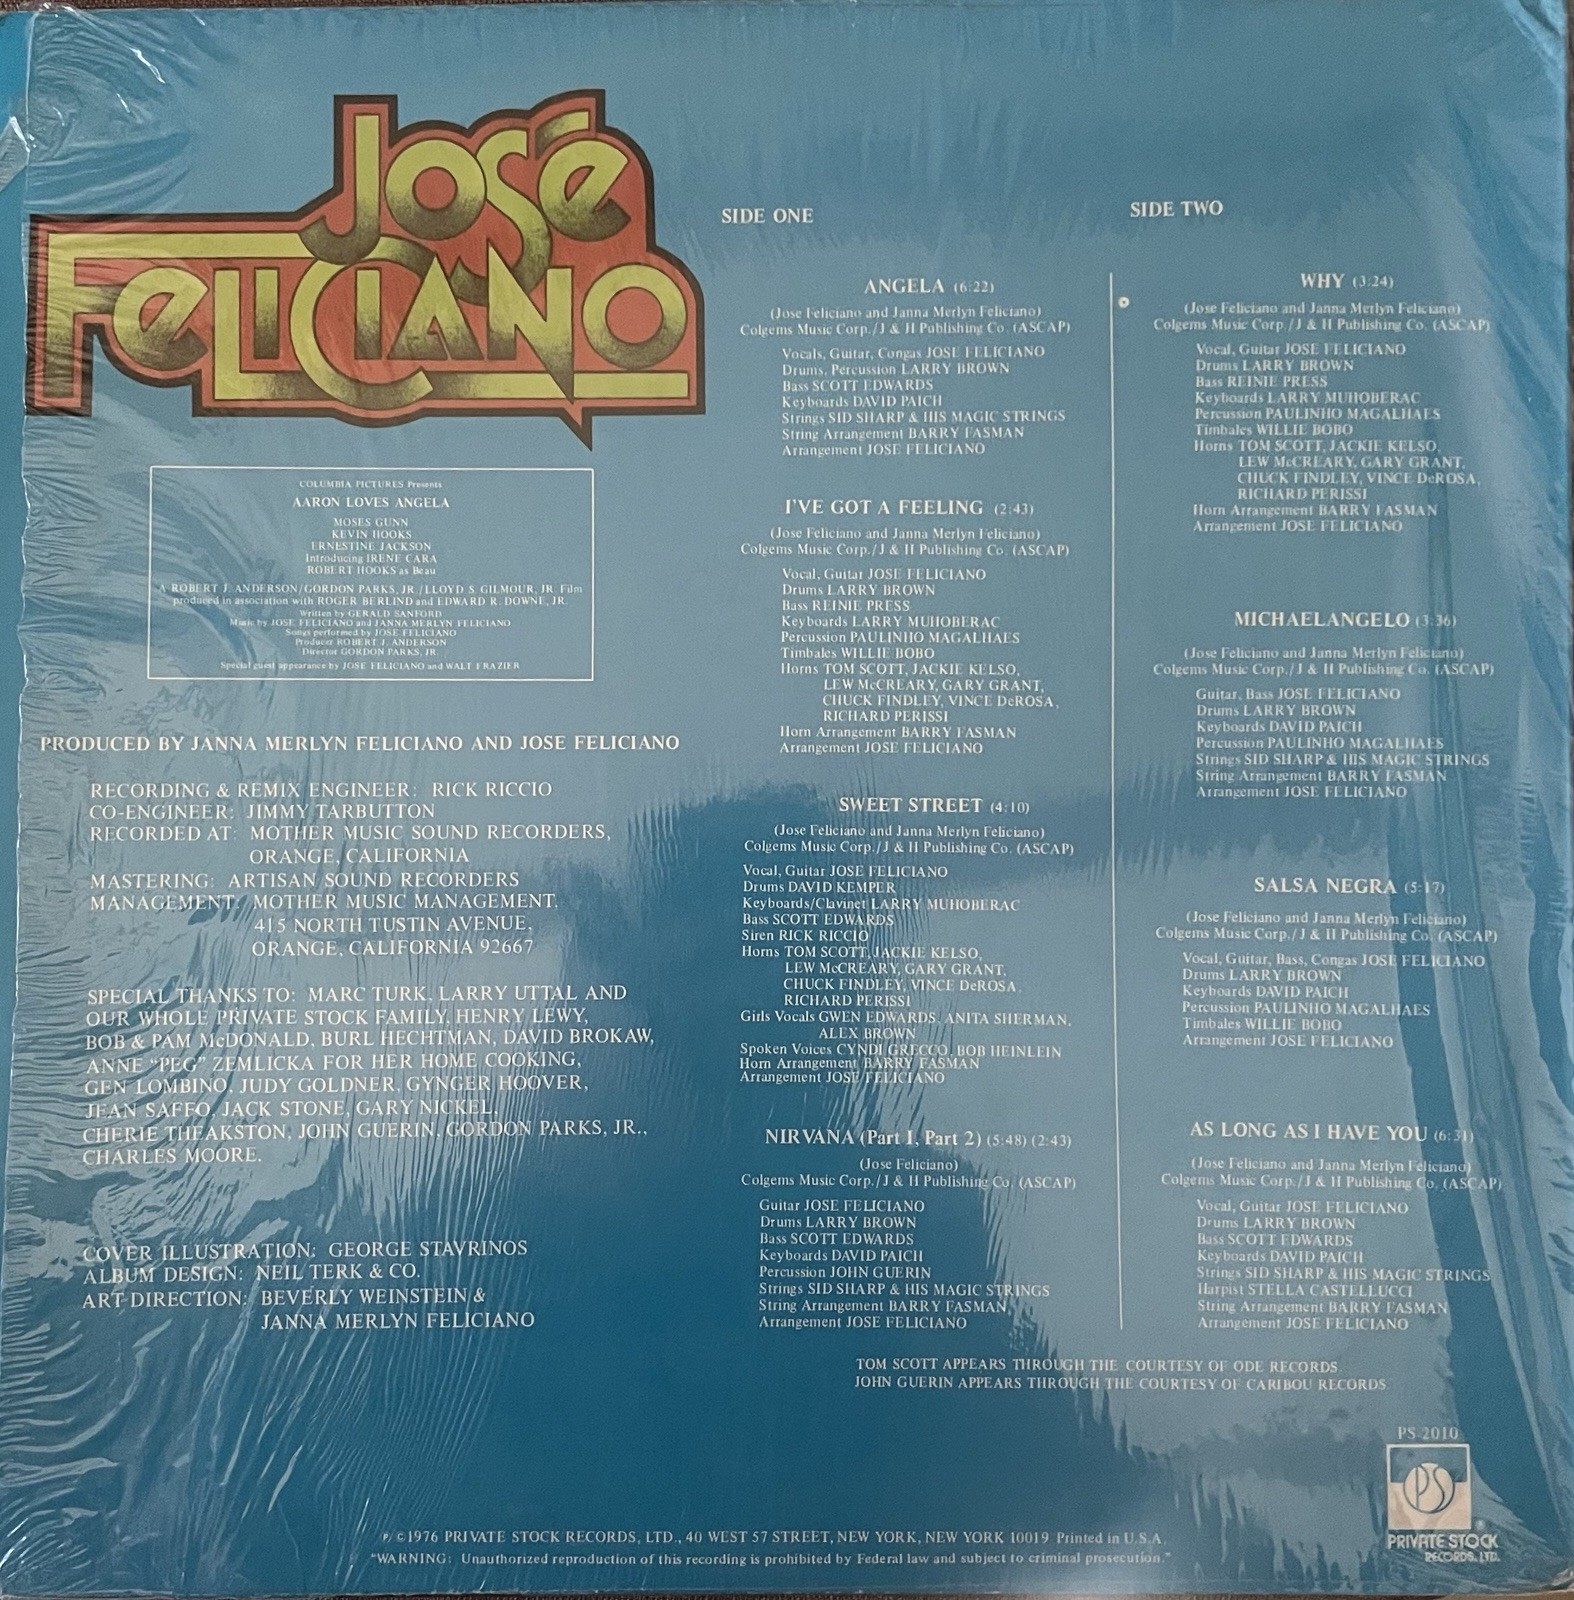 JOSÉ
FELICIANO
COLUMBIA PICTURES Presents
AARON LOVES ANGELA
MOSES GUNN
KEVIN HOOKS
ERNESTINE JACKSON
Introducing IRENE CARA
ROBERT HOOKS as Beau
A ROBERT J. ANDERSON/GORDON PARKS, JR./LLOYD S. GILMOUR, JR. Film
produced in association with ROGER BERLIND and EDWARD R. DOWNE, JR.
Written by GERALD SANFORD
Music by JOSE FELICIANO and JANNA MERLYN FELICIANO
Songs performed by JOSE FELICIANO
Producer ROBERT J. ANDERSON
Director GORDON PARKS, JR.
Special guest appearance by JOSE FELICIANO and WALT FRAZIER
PRODUCED BY JANNA MERLYN FELICIANO AND JOSE FELICIANO
RECORDING & REMIX ENGINEER: RICK RICCIO
CO-ENGINEER: JIMMY TARBUTTON
RECORDED AT: MOTHER MUSIC SOUND RECORDERS,
ORANGE, CALIFORNIA
MASTERING: ARTISAN SOUND RECORDERS
MANAGEMENT: MOTHER MUSIC MANAGEMENT,
415 NORTH TUSTIN AVENUE,
ORANGE, CALIFORNIA 92667
SPECIAL THANKS TO: MARC TURK, LARRY UTTAL AND
OUR WHOLE PRIVATE STOCK FAMILY, HENRY LEWY,
BOB & PAM McDONALD, BURL HECHTMAN, DAVID BROKAW,
ANNE "PEG" ZEMLICKA FOR HER HOME COOKING,
GEN LOMBINO, JUDY GOLDNER, GYNGER HOOVER,
JEAN SAFFO, JACK STONE, GARY NICKEL,
CHERIE THEAKSTON, JOHN GUERIN, GORDON PARKS, JR.,
CHARLES MOORE.
COVER ILLUSTRATION: GEORGE STAVRINOS
ALBUM DESIGN: NEIL TERK & CO.
ART DIRECTION: BEVERLY WEINSTEIN &
JANNA MERLYN FELICIANO
SIDE ONE
ANGELA (6:22)
(Jose Feliciano and Janna Merlyn Feliciano)
Colgems Music Corp./J & H Publishing Co. (ASCAP)
Vocals, Guitar, Congas JOSE FELICIANO
Drums, Percussion LARRY BROWN
Bass SCOTT EDWARDS
Keyboards DAVID PAICH
Strings SID SHARP & HIS MAGIC STRINGS
String Arrangement BARRY FASMAN
Arrangement JOSE FELICIANO
I'VE GOT A FEELING (2:43)
(Jose Feliciano and Janna Merlyn Feliciano)
Colgems Music Corp./J & H Publishing Co. (ASCAP)
Vocal, Guitar JOSE FELICIANO
Drums LARRY BROWN
Bass REINIE PRESS
Keyboards LARRY MUHOBERAC
Percussion PAULINHO MAGALHAES
Timbales WILLIE BOBO
Horns TOM SCOTT, JACKIE KELSO,
LEW McCREARY, GARY GRANT,
CHUCK FINDLEY, VINCE DeROSA,
RICHARD PERISSI
Horn Arrangement BARRY FASMAN
Arrangement JOSE FELICIANO
SWEET STREET (4:10)
(Jose Feliciano and Janna Merlyn Feliciano)
Colgems Music Corp./J & H Publishing Co. (ASCAP)
Vocal, Guitar JOSE FELICIANO
Drums DAVID KEMPER
Keyboards/Clavinet LARRY MUHOBERAC
Bass SCOTT EDWARDS
Siren RICK RICCIO
Horns TOM SCOTT, JACKIE KELSO,
LEW McCREARY, GARY GRANT,
CHUCK FINDLEY, VINCE DeROSA,
RICHARD PERISSI
Girls Vocals GWEN EDWARDS, ANITA SHERMAN,
ALEX BROWN
Spoken Voices CYNDI GRECCO, BOB HEINLEIN
Horn Arrangement BARRY FASMAN
Arrangement JOSE FELICIANO
NIRVANA (Part 1, Part 2) (5:48) (2:43)
(Jose Feliciano)
Colgems Music Corp./J & H Publishing Co. (ASCAP)
Guitar JOSE FELICIANO
Drums LARRY BROWN
Bass SCOTT EDWARDS
Keyboards DAVID PAICH
Percussion JOHN GUERIN
Strings SID SHARP & HIS MAGIC STRINGS
String Arrangement BARRY FASMAN
Arrangement JOSE FELICIANO
SIDE TWO
WHY (3:24)
(Jose Feliciano and Janna Merlyn Feliciano)
Colgems Music Corp./J & H Publishing Co. (ASCAP)
Vocal, Guitar JOSE FELICIANO
Drums LARRY BROWN
Bass REINIE PRESS
Keyboards LARRY MUHOBERAC
Percussion PAULINHO MAGALHAES
Timbales WILLIE BOBO
Horns TOM SCOTT, JACKIE KELSO,
LEW McCREARY, GARY GRANT,
CHUCK FINDLEY, VINCE DeROSA,
RICHARD PERISSI
Horn Arrangement BARRY FASMAN
Arrangement JOSE FELICIANO
MICHAELANGELO (3:36)
(Jose Feliciano and Janna Merlyn Feliciano)
Colgems Music Corp./J & H Publishing Co. (ASCAP)
Guitar, Bass JOSE FELICIANO
Drums LARRY BROWN
Keyboards DAVID PAICH
Percussion PAULINHO MAGALHAES
Strings SID SHARP & HIS MAGIC STRINGS
String Arrangement BARRY FASMAN
Arrangement JOSE FELICIANO
SALSA NEGRA (5:17)
(Jose Feliciano and Janna Merlyn Feliciano)
Colgems Music Corp./J & H Publishing Co. (ASCAP)
Vocal, Guitar, Bass, Congas JOSE FELICIANO
Drums LARRY BROWN
Keyboards DAVID PAICH
Percussion PAULINHO MAGALHAES
Timbales WILLIE BOBO
Arrangement JOSE FELICIANO
AS LONG AS I HAVE YOU (6:31)
(Jose Feliciano and Janna Merlyn Feliciano)
Colgems Music Corp./J & H Publishing Co. (ASCAP)
Vocal, Guitar JOSE FELICIANO
Drums LARRY BROWN
Bass SCOTT EDWARDS
Keyboards DAVID PAICH
Strings SID SHARP & HIS MAGIC STRINGS
Harpist STELLA CASTELLUCCI
String Arrangement BARRY FASMAN
Arrangement JOSE FELICIANO
TOM SCOTT APPEARS THROUGH THE COURTESY OF ODE RECORDS.
JOHN GUERIN APPEARS THROUGH THE COURTESY OF CARIBOU RECORDS.
PS 2010
PS
PRIVATE STOCK
RECORDS, LTD.
℗ ©1976 PRIVATE STOCK RECORDS, LTD., 40 WEST 57 STREET, NEW YORK, NEW YORK 10019 Printed in U.S.A.
"WARNING: Unauthorized reproduction of this recording is prohibited by Federal law and subject to criminal prosecution."